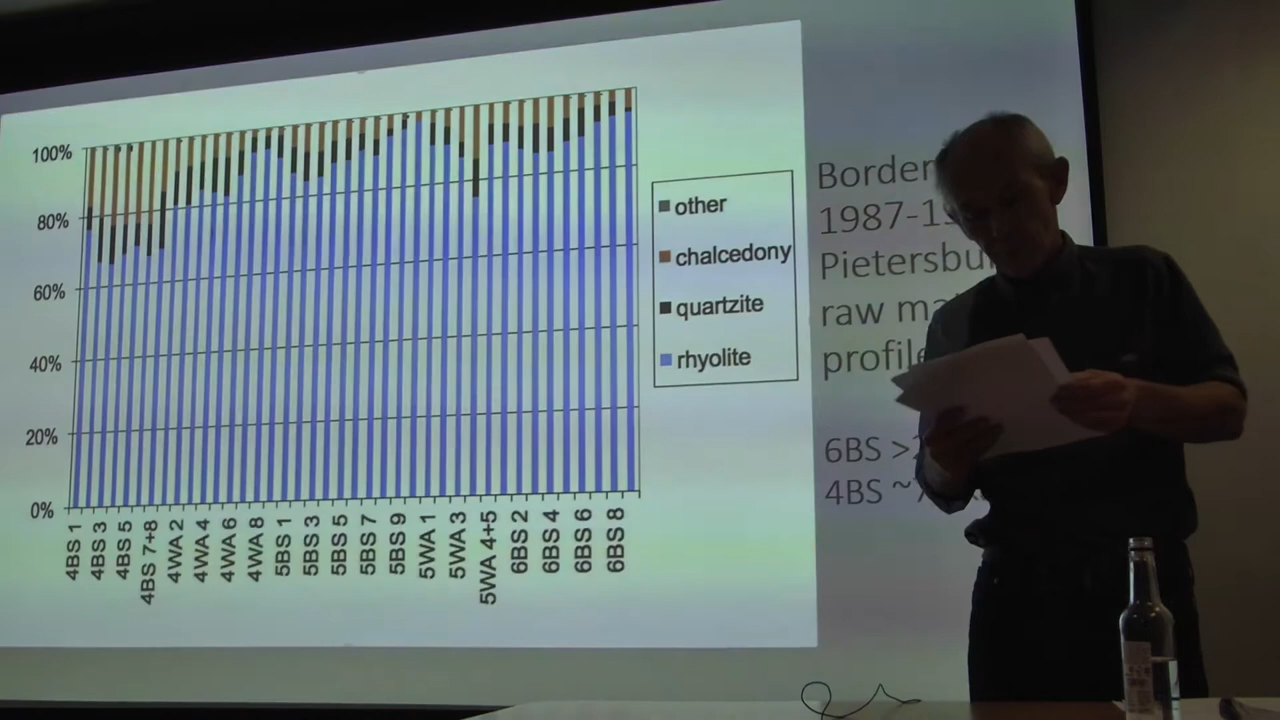 100%
80%
60%
40%
20%
0%
4BS 1
4BS 3
4BS 5
4BS 7+8
4WA 2
4WA 4
4WA 6
4WA 8
5BS 1
5BS 3
5BS 5
5BS 7
5BS 9
5WA 1
5WA 3
5WA 4+5
6BS 2
6BS 4
6BS 6
6BS 8
other
chalcedony
quartzite
rhyolite
Border
1987-1
Pietersbu
raw ma
profile
6BS >
4BS ~